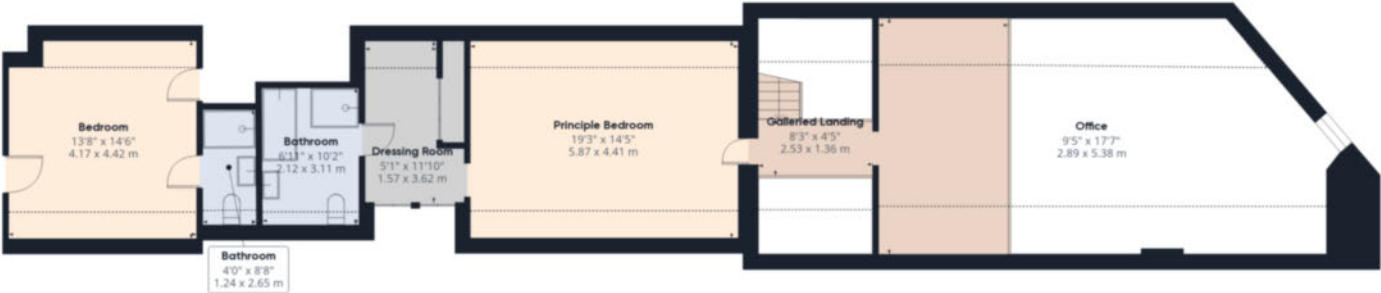 Bedroom
13'8" x 14'6"
4.17 x 4.42 m
Bathroom
4'0" x 8'8"
1.24 x 2.65 m
Bathroom
6'11" x 10'2"
2.12 x 3.11 m
Dressing Room
5'1" x 11'10"
1.57 x 3.62 m
Principle Bedroom
19'3" x 14'5"
5.87 x 4.41 m
Galleried Landing
8'3" x 4'5"
2.53 x 1.36 m
Office
9'5" x 17'7"
2.89 x 5.38 m